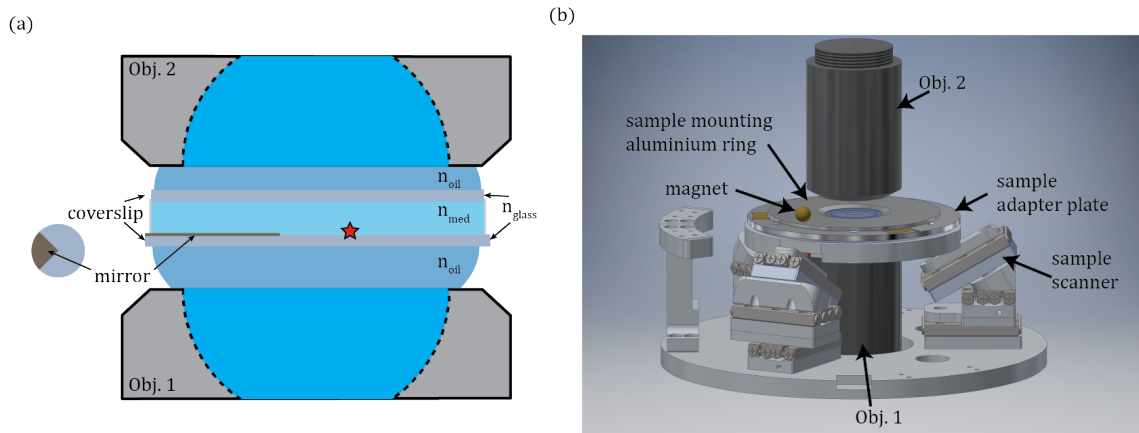 (a)
Obj. 2
n_oil
coverslip
n_med
n_glass
mirror
n_oil
Obj. 1
(b)
Obj. 2
sample mounting
aluminium ring
magnet
sample
adapter plate
sample
scanner
Obj. 1